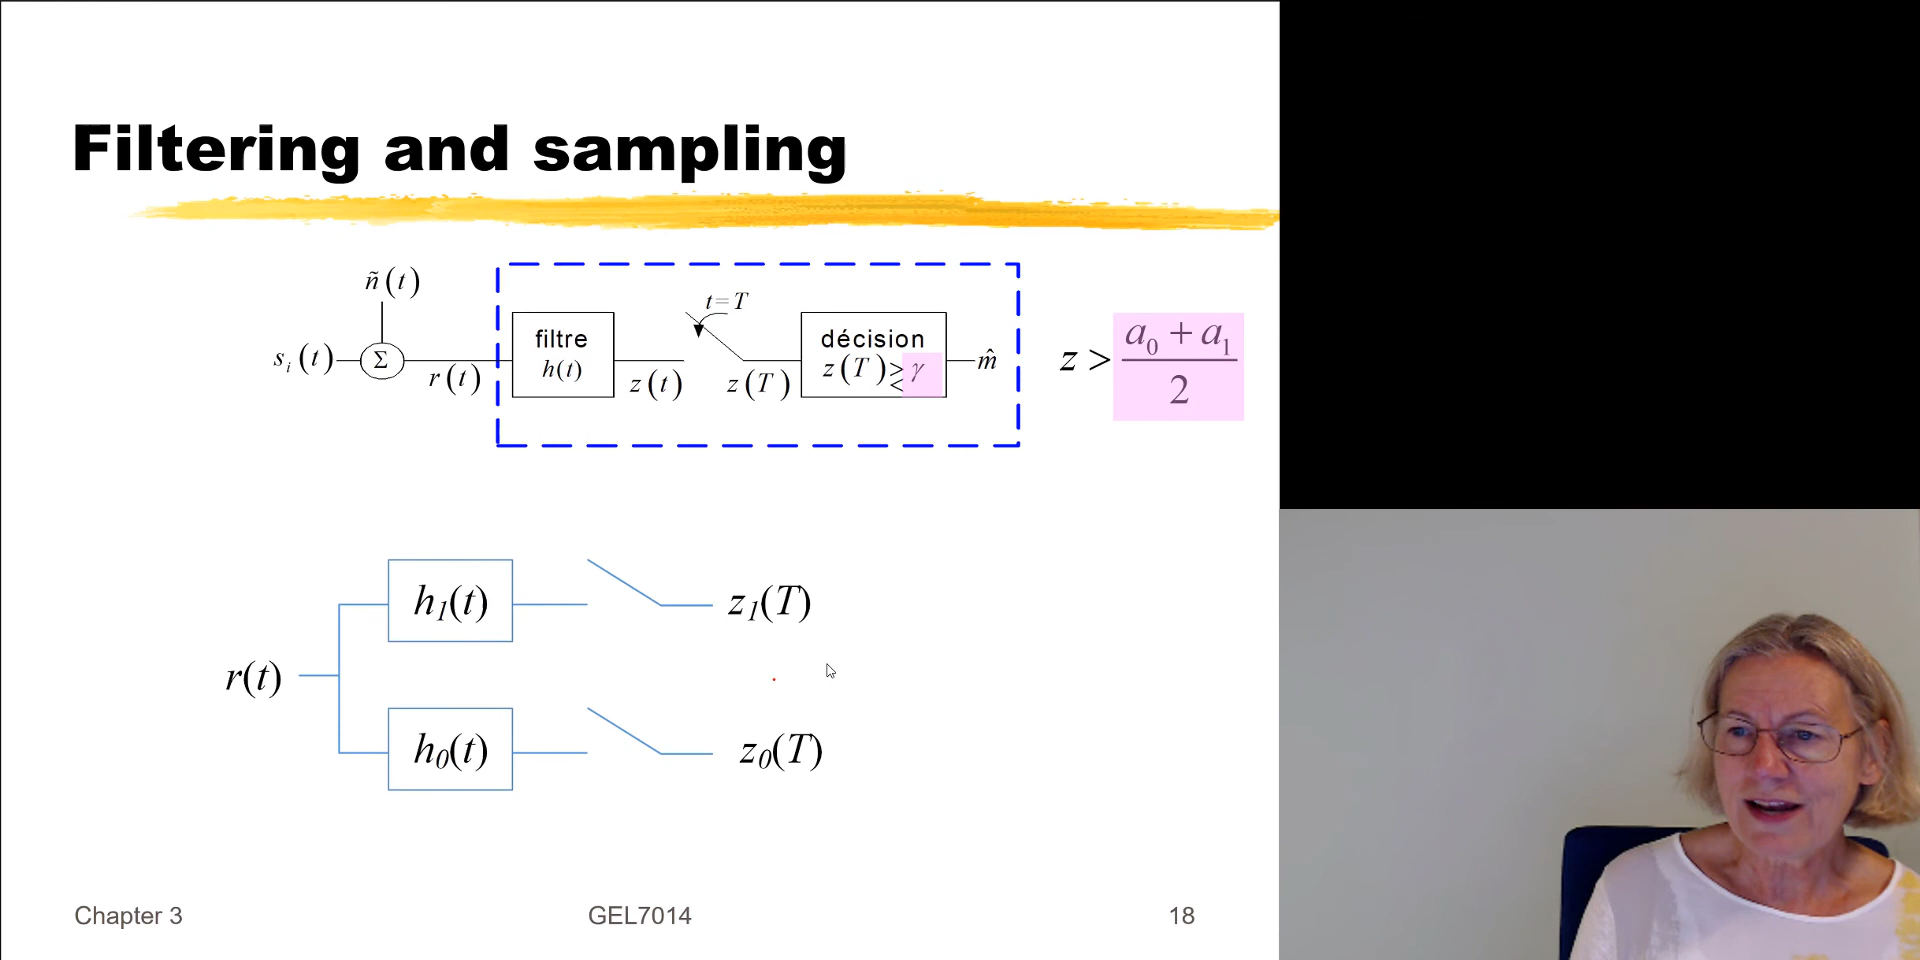 Filtering and sampling
ñ(t)
t=T
s_i(t) Σ r(t) filtre h(t) z(t) z(T) décision z(T) >< γ m̂
z > (a_0 + a_1)/2
h_1(t) z_1(T)
r(t)
h_0(t) z_0(T)
Chapter 3 GEL7014 18